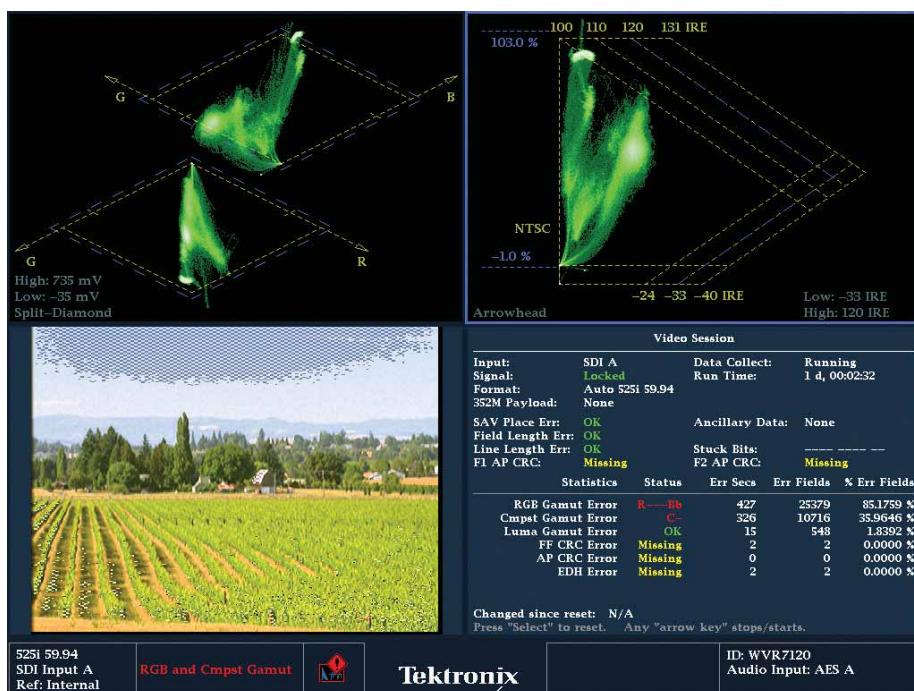 G
B
G
R
High: 735 mV
Low: -35 mV
Split-Diamond
100 110 120 131 IRE
103.0 %
NTSC
-1.0 %
-24 -33 -40 IRE
Arrowhead
Low: -33 IRE
High: 120 IRE
Video Session
Input: SDI A Data Collect: Running
Signal: Locked Run Time: 1 d, 00:02:32
Format: Auto 525i 59.94
352M Payload: None
SAV Place Err: OK Ancillary Data: None
Field Length Err: OK
Line Length Err: OK Stuck Bits: ---- ---- --
F1 AP CRC: Missing F2 AP CRC: Missing
Statistics Status Err Secs Err Fields % Err Fields
RGB Gamut Error R---Bb 427 25379 85.1759 %
Cmpst Gamut Error C- 326 10716 35.9646 %
Luma Gamut Error OK 15 548 1.8392 %
FF CRC Error Missing 2 2 0.0000 %
AP CRC Error Missing 0 0 0.0000 %
EDH Error Missing 2 2 0.0000 %
Changed since reset: N/A
Press "Select" to reset. Any "arrow key" stops/starts.
525i 59.94
SDI Input A
Ref: Internal
RGB and Cmpst Gamut
Tektronix
ID: WVR7120
Audio Input: AES A